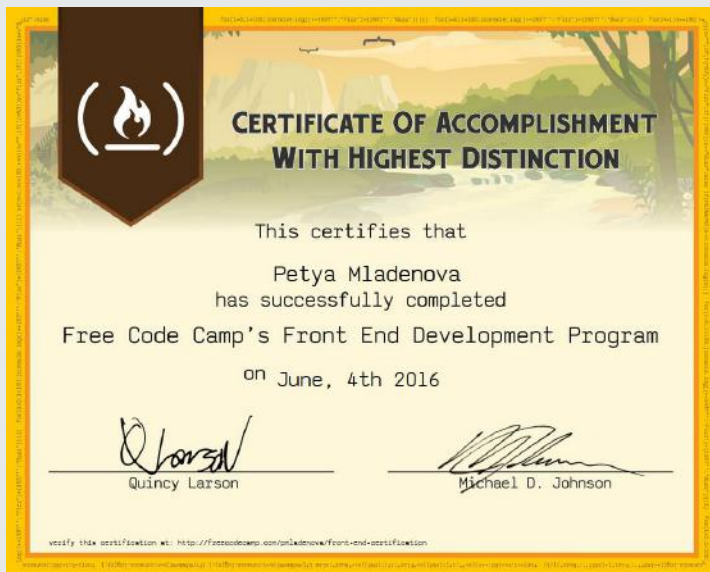 CERTIFICATE OF ACCOMPLISHMENT
WITH HIGHEST DISTINCTION
This certifies that
Petya Mladenova
has successfully completed
Free Code Camp's Front End Development Program
on June, 4th 2016
Quincy Larson
Michael D. Johnson
verify this certification at: http://freecodecamp.com/pmladenova/front-end-certification